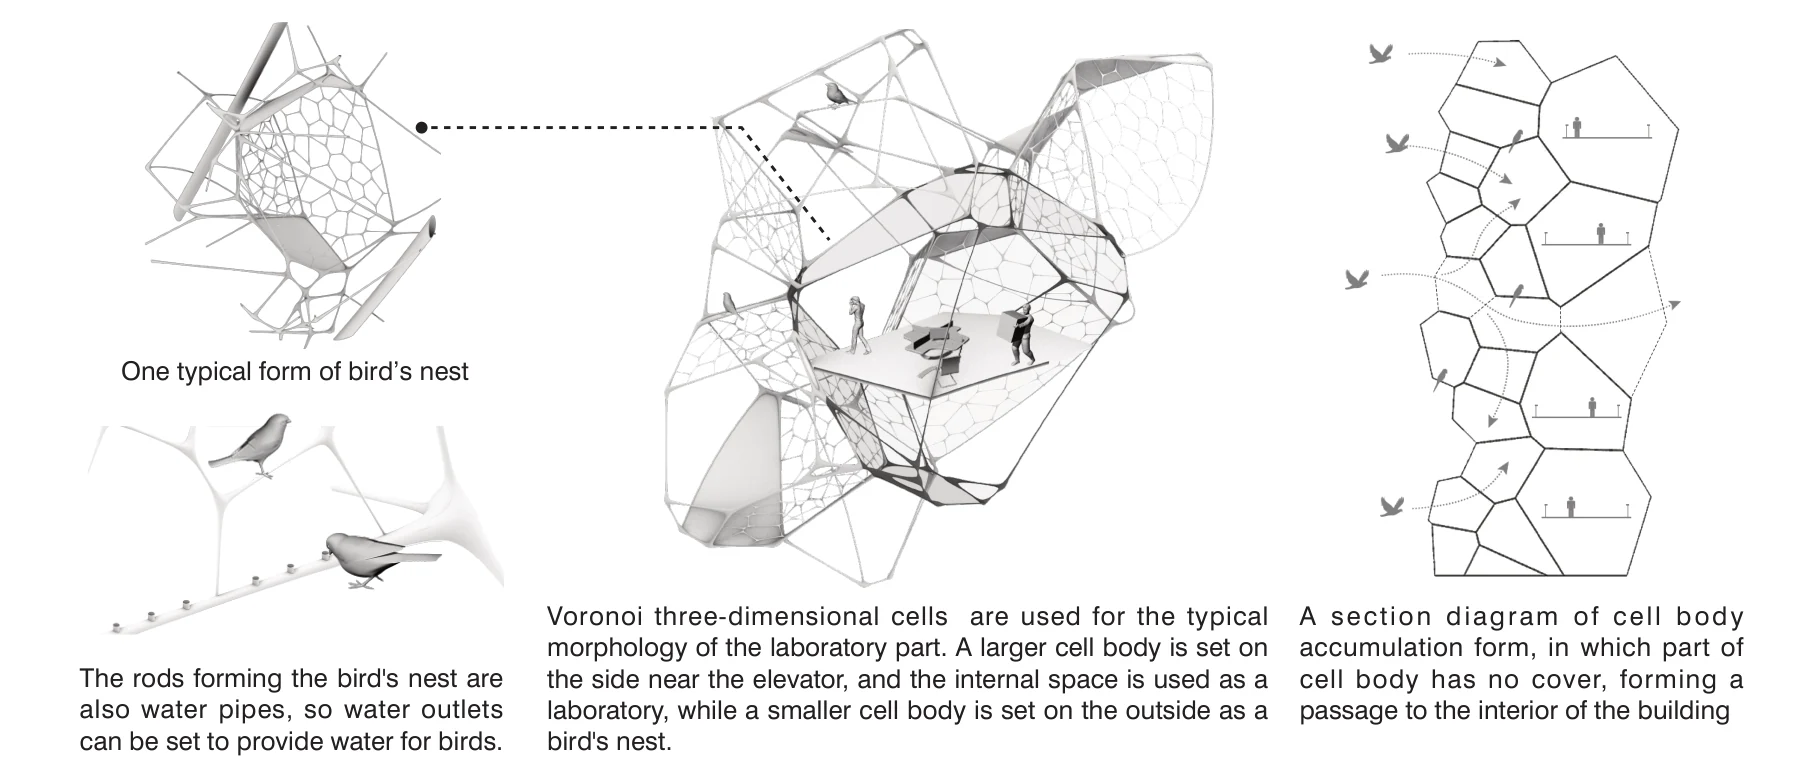 One typical form of bird’s nest
The rods forming the bird's nest are
also water pipes, so water outlets
can be set to provide water for birds.
Voronoi three-dimensional cells are used for the typical
morphology of the laboratory part. A larger cell body is set on
the side near the elevator, and the internal space is used as a
laboratory, while a smaller cell body is set on the outside as a
bird's nest.
A section diagram of cell body
accumulation form, in which part of
cell body has no cover, forming a
passage to the interior of the building